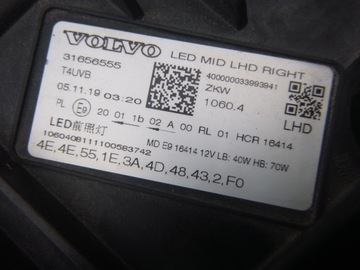 VOLVO
LED MID LHD RIGHT
31656555
T4UVB
05.11.19 03:20
400000033993941
ZKW
1060.4
LHD
PL E9 20 01 1b 02 A 00 RL 01 HCR 16414
LED前照灯
MD E9 16414 12V LB: 40W HB: 70W
1060408111100583742
4E, 4E, 55, 1E, 3A, 4D, 48, 43, 2, F0